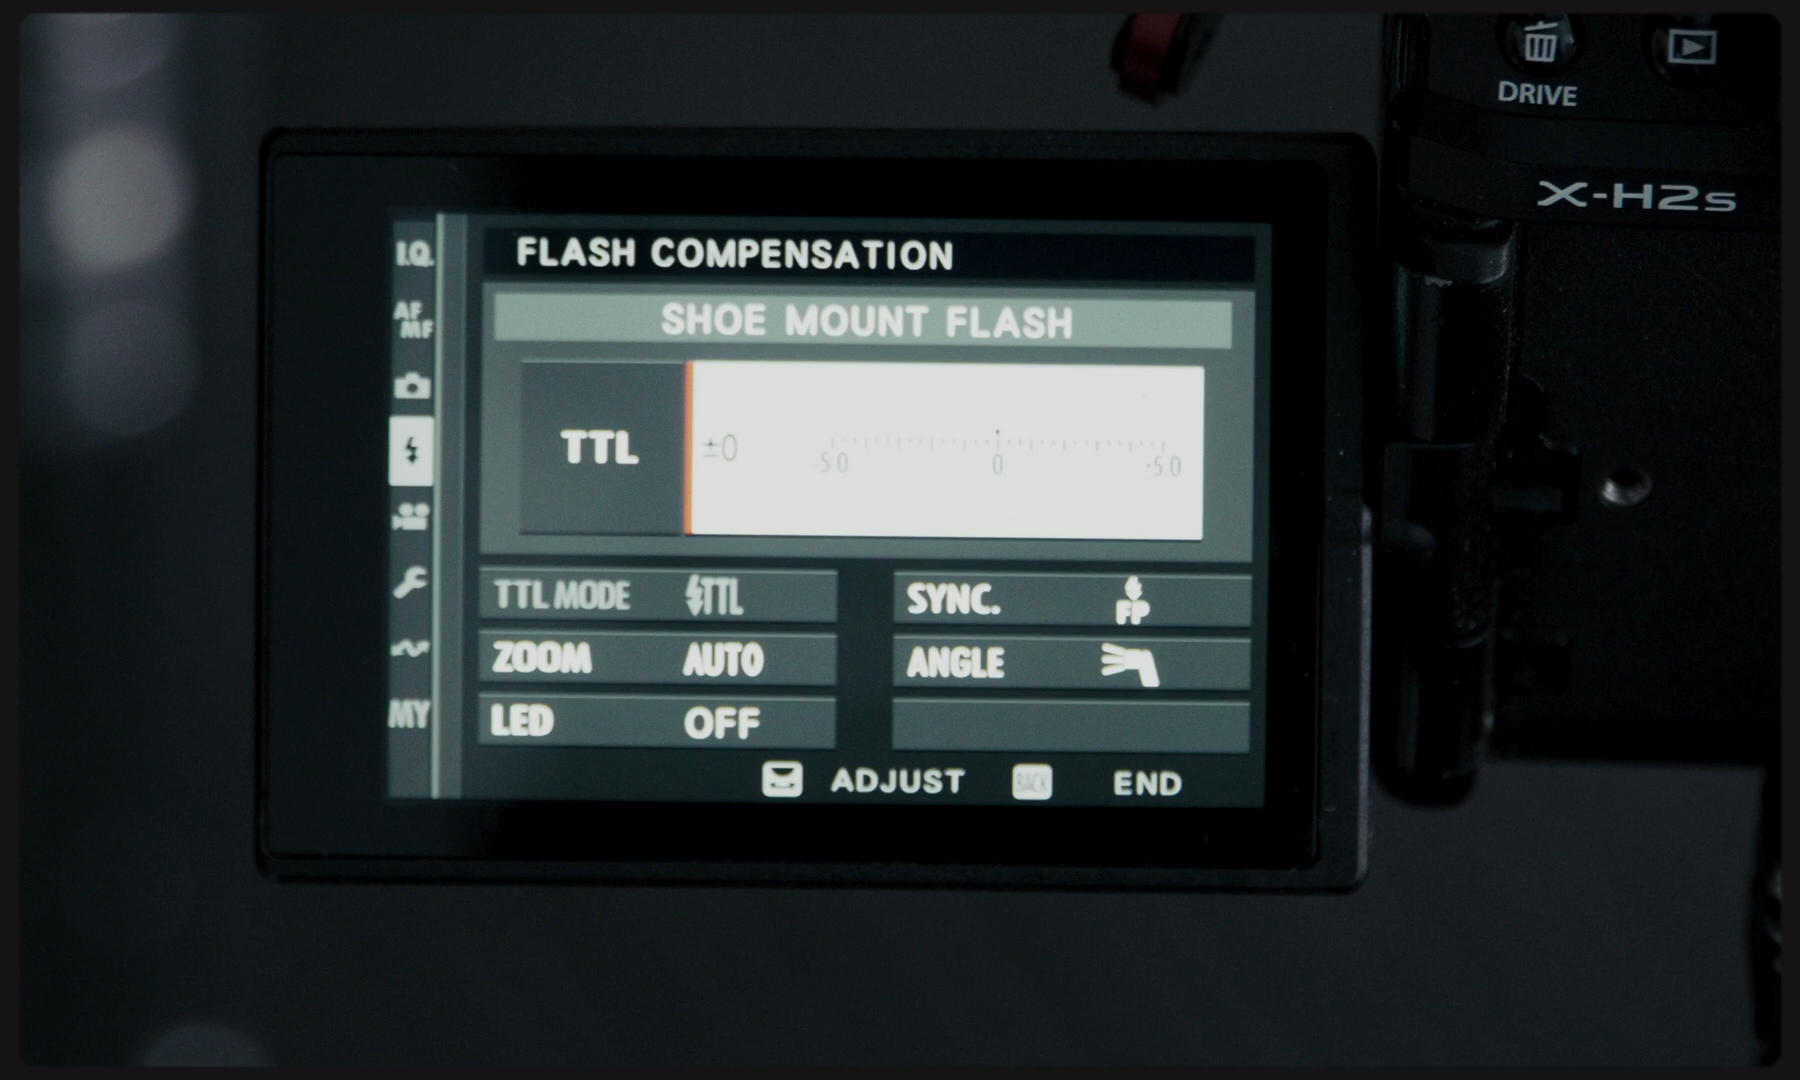 DRIVE
X-H2S
I.Q.
AF
MF
MY
FLASH COMPENSATION
SHOE MOUNT FLASH
TTL
±0
-5.0 0 +5.0
TTL MODE TTL
SYNC. FP
ZOOM AUTO
ANGLE
LED OFF
ADJUST BACK END